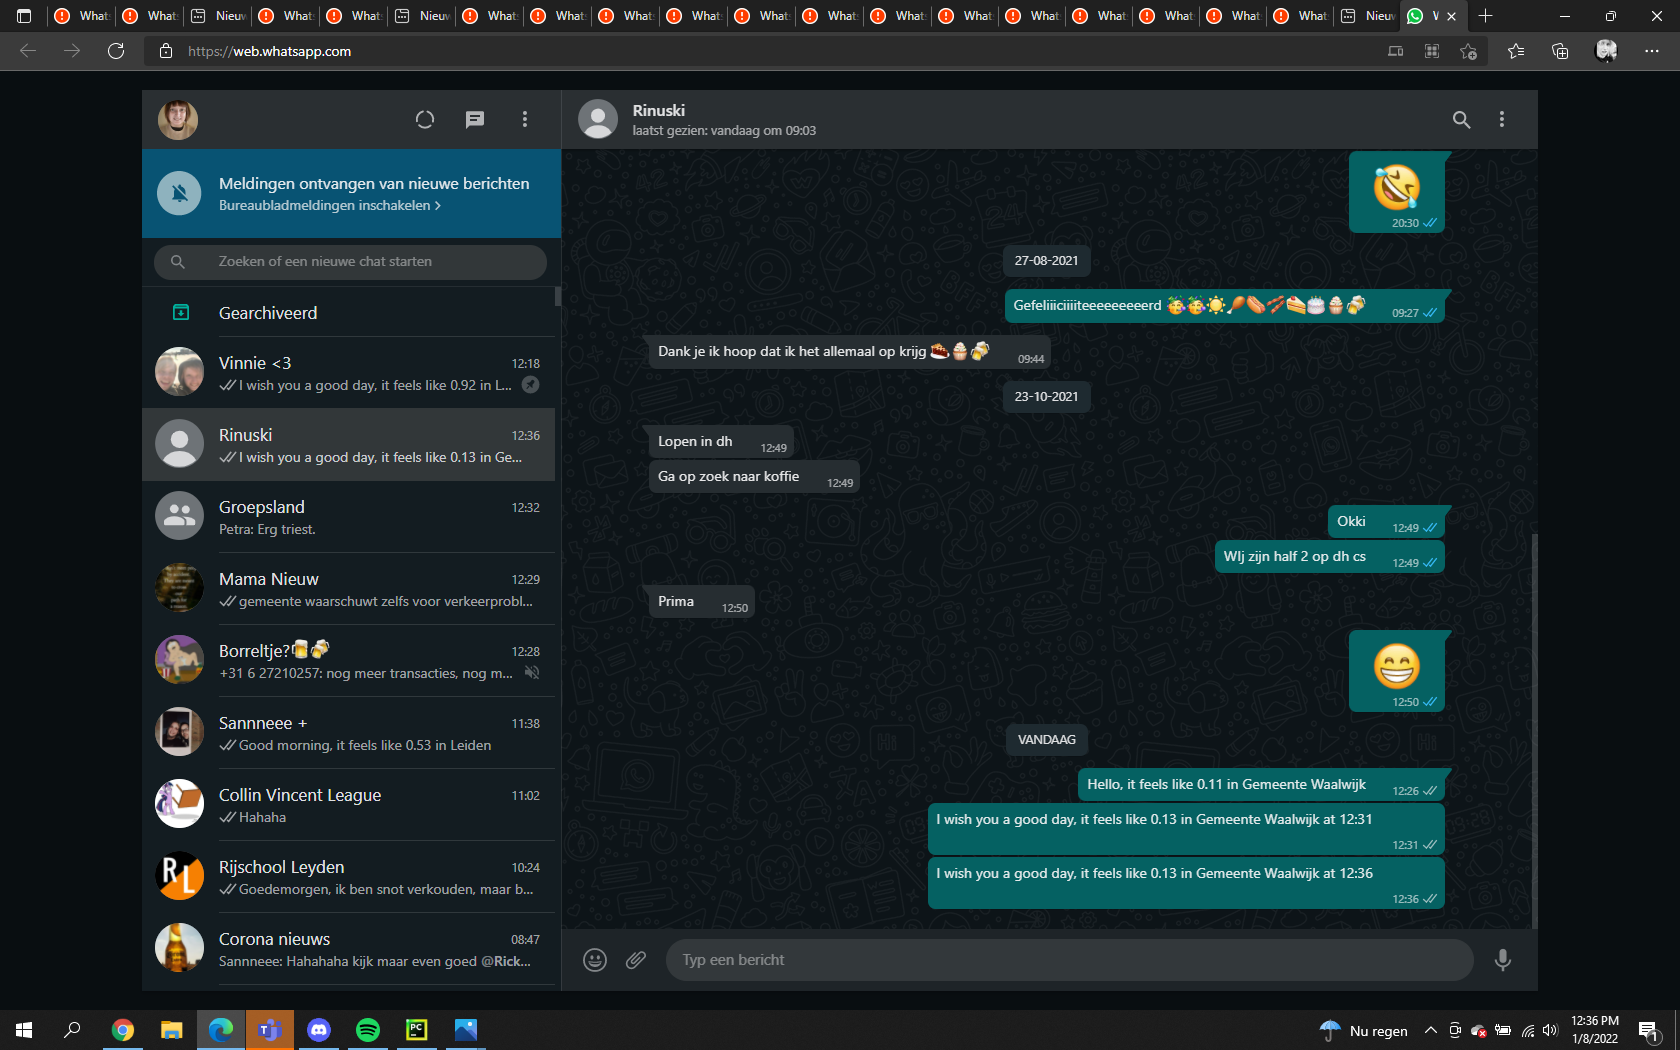 What
What
Nieuw
What
What
Nieuw
What
What
What
What
What
What
What
What
What
What
What
What
What
Nieuw
https://web.whatsapp.com
Meldingen ontvangen van nieuwe berichten
Bureaubladmeldingen inschakelen >
Zoeken of een nieuwe chat starten
Gearchiveerd
Vinnie <3 12:18
I wish you a good day, it feels like 0.92 in L...
Rinuski 12:36
I wish you a good day, it feels like 0.13 in Ge...
Groepsland 12:32
Petra: Erg triest.
Mama Nieuw 12:29
gemeente waarschuwt zelfs voor verkeerprobl...
Borreltje?🍺🍻 12:28
+31 6 27210257: nog meer transacties, nog m...
Sannneee + 11:38
Good morning, it feels like 0.53 in Leiden
Collin Vincent League 11:02
Hahaha
RL
Rijschool Leyden 10:24
Goedemorgen, ik ben snot verkouden, maar b...
Corona nieuws 08:47
Sannneee: Hahahaha kijk maar even goed @Rick...
Rinuski
laatst gezien: vandaag om 09:03
🤣
20:30
27-08-2021
Gefeliiiciiiiteeeeeeeeerd 🥳🥳☀️🍗🌭🥓🍰🎂🧁🍻 09:27
Dank je ik hoop dat ik het allemaal op krijg 🍰🧁🍻 09:44
23-10-2021
Lopen in dh 12:49
Ga op zoek naar koffie 12:49
Okki 12:49
WIj zijn half 2 op dh cs 12:49
Prima 12:50
😁
12:50
VANDAAG
Hello, it feels like 0.11 in Gemeente Waalwijk 12:26
I wish you a good day, it feels like 0.13 in Gemeente Waalwijk at 12:31
12:31
I wish you a good day, it feels like 0.13 in Gemeente Waalwijk at 12:36
12:36
Typ een bericht
PC
Nu regen
12:36 PM
1/8/2022
1